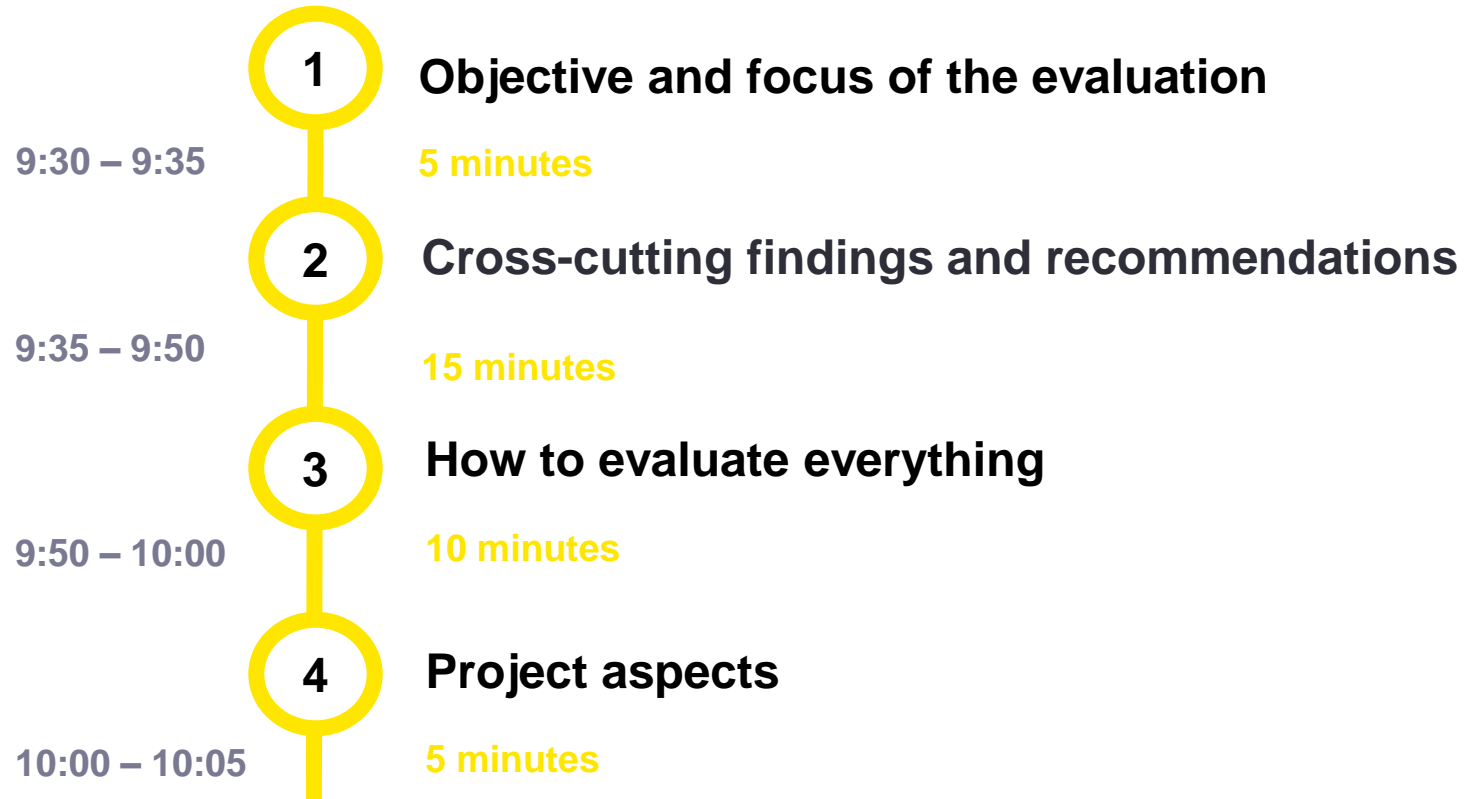 1
Objective and focus of the evaluation
9:30 – 9:35
5 minutes
2
Cross-cutting findings and recommendations
9:35 – 9:50
15 minutes
3
How to evaluate everything
9:50 – 10:00
10 minutes
4
Project aspects
10:00 – 10:05
5 minutes